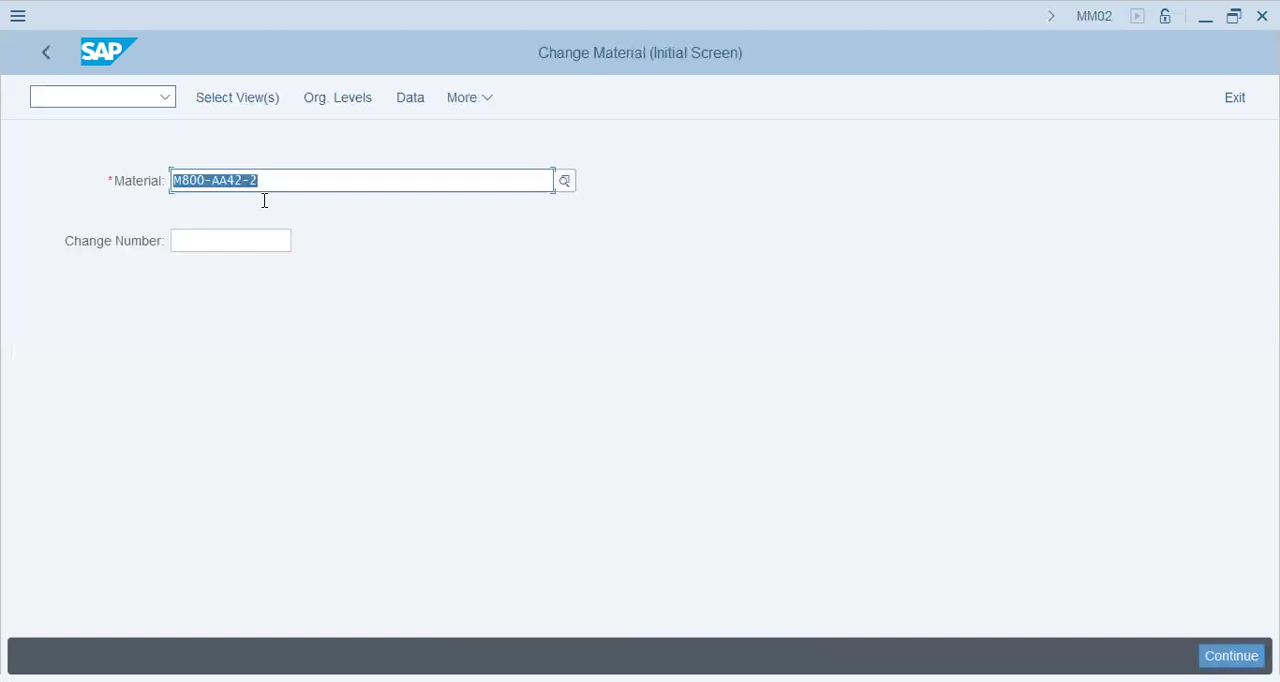 MM02
SAP
Change Material (Initial Screen)
Select View(s) Org. Levels Data More Exit
*Material: M800-AA42-2
Change Number:
Continue